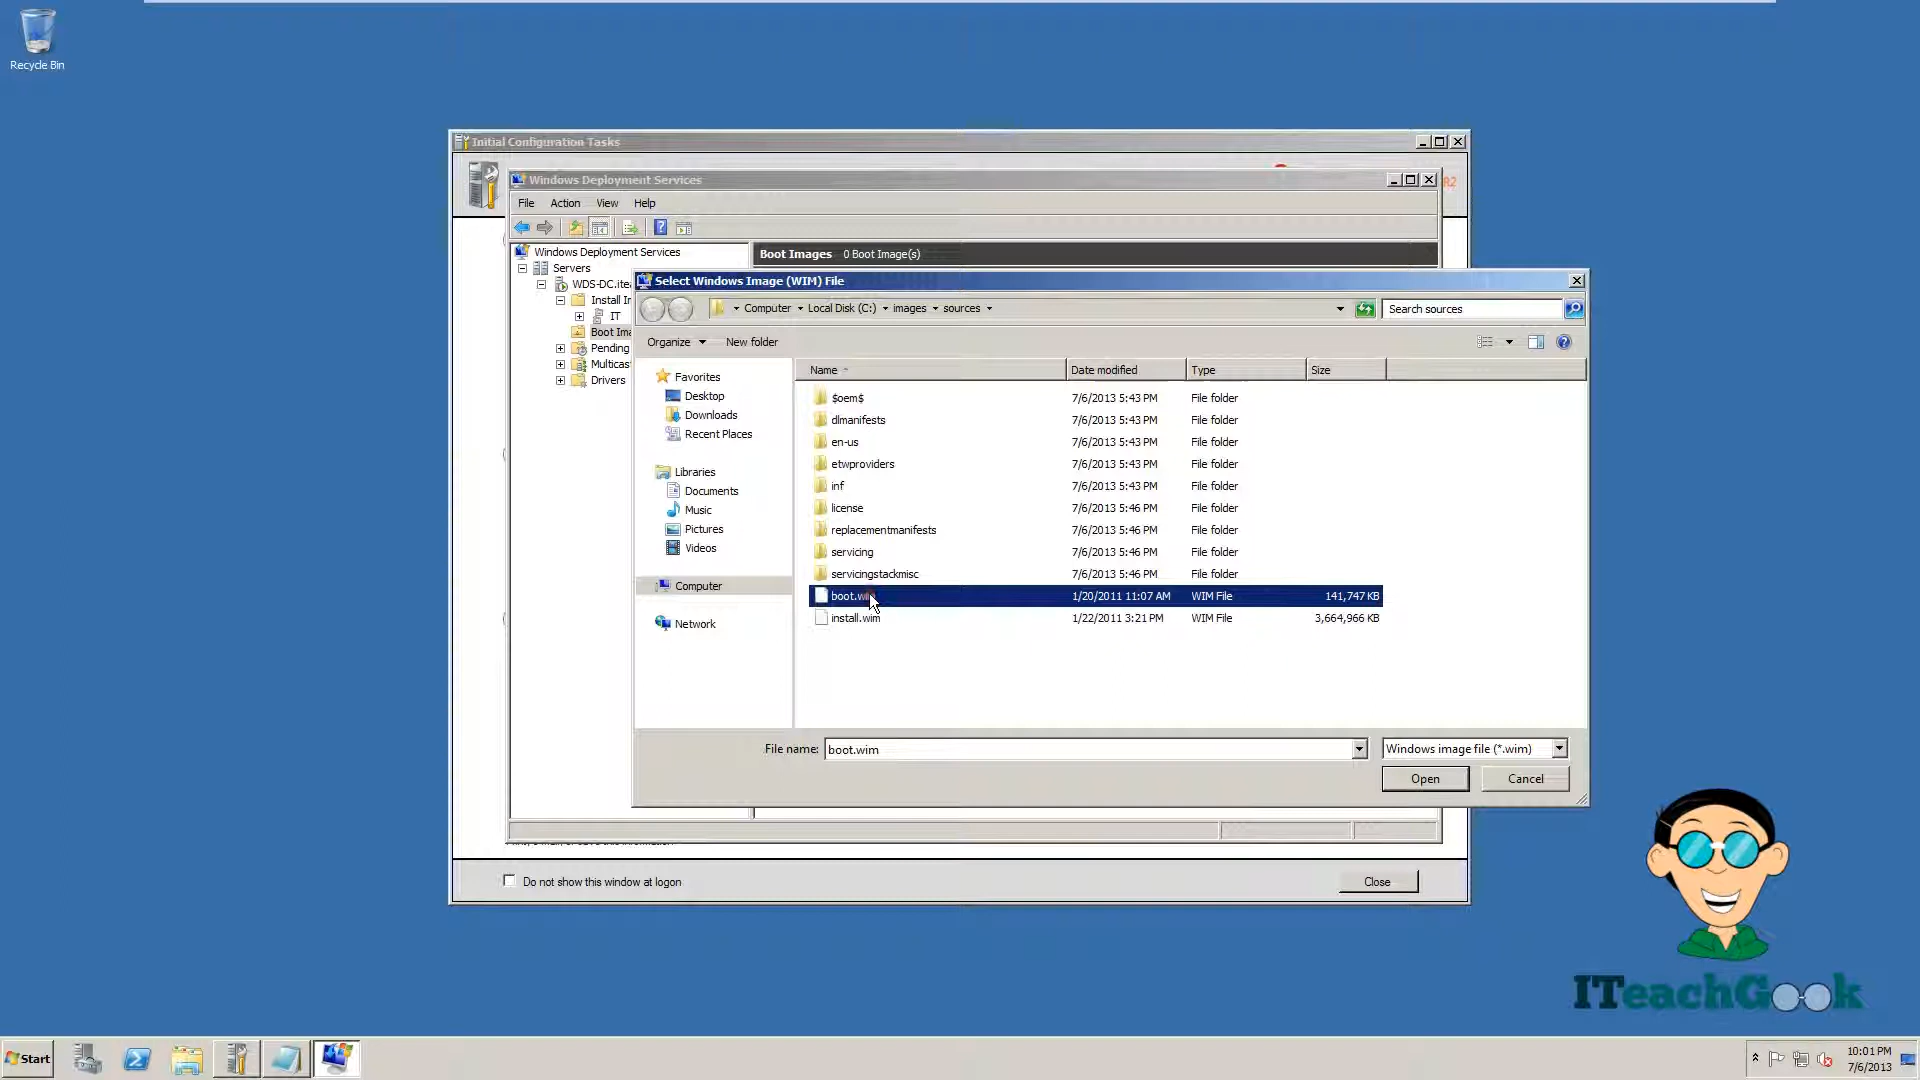 Recycle Bin
Initial Configuration Tasks
R2
Windows Deployment Services
File Action View Help
Windows Deployment Services
Servers
WDS-DC.ite
Install Im
IT
Boot Ima
Pending
Multicas
Drivers
Boot Images 0 Boot Image(s)
Select Windows Image (WIM) File
Computer Local Disk (C:) images sources
Search sources
Organize New folder
Favorites
Desktop
Downloads
Recent Places
Libraries
Documents
Music
Pictures
Videos
Computer
Network
Name Date modified Type Size
$oem$ 7/6/2013 5:43 PM File folder
dlmanifests 7/6/2013 5:43 PM File folder
en-us 7/6/2013 5:43 PM File folder
etwproviders 7/6/2013 5:43 PM File folder
inf 7/6/2013 5:43 PM File folder
license 7/6/2013 5:46 PM File folder
replacementmanifests 7/6/2013 5:46 PM File folder
servicing 7/6/2013 5:46 PM File folder
servicingstackmisc 7/6/2013 5:46 PM File folder
boot.wim 1/20/2011 11:07 AM WIM File 141,747 KB
install.wim 1/22/2011 3:21 PM WIM File 3,664,966 KB
File name: boot.wim
Windows image file (*.wim)
Open Cancel
Do not show this window at logon
Close
ITeachGeek
Start
10:01 PM
7/6/2013